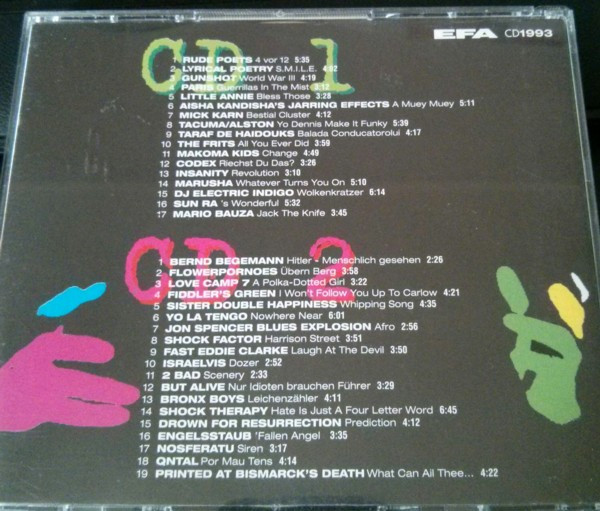 EFA CD1993
CD 1
1 RUDE POETS 4 vor 12 5:35
2 LYRICAL POETRY S.M.I.L.E. 4:02
3 GUNSHOT World War III 4:19
4 PARIS Guerrillas In The Mist 3:12
5 LITTLE ANNIE Bless Those 3:28
6 AISHA KANDISHA'S JARRING EFFECTS A Muey Muey 5:11
7 MICK KARN Bestial Cluster 4:12
8 TACUMA/ALSTON Yo Dennis Make It Funky 5:39
9 TARAF DE HAIDOUKS Balada Conducatorolui 4:17
10 THE FRITS All You Ever Did 3:59
11 MAKOMA KIDS Change 4:49
12 CODEX Riechst Du Das? 3:26
13 INSANITY Revolution 3:10
14 MARUSHA Whatever Turns You On 5:10
15 DJ ELECTRIC INDIGO Wolkenkratzer 6:14
16 SUN RA 's Wonderful 5:32
17 MARIO BAUZA Jack The Knife 3:45
CD 2
1 BERND BEGEMANN Hitler - Menschlich gesehen 2:26
2 FLOWERPORNOES Übern Berg 3:58
3 LOVE CAMP 7 A Polka-Dotted Girl 3:22
4 FIDDLER'S GREEN I Won't Follow You Up To Carlow 4:21
5 SISTER DOUBLE HAPPINESS Whipping Song 4:35
6 YO LA TENGO Nowhere Near 6:01
7 JON SPENCER BLUES EXPLOSION Afro 2:56
8 SHOCK FACTOR Harrison Street 3:51
9 FAST EDDIE CLARKE Laugh At The Devil 3:50
10 ISRAELVIS Dozer 2:52
11 2 BAD Scenery 2:33
12 BUT ALIVE Nur Idioten brauchen Führer 3:29
13 BRONX BOYS Leichenzähler 4:11
14 SHOCK THERAPY Hate Is Just A Four Letter Word 6:45
15 DROWN FOR RESURRECTION Prediction 4:12
16 ENGELSSTAUB 'Fallen Angel 3:35
17 NOSFERATU Siren 3:17
18 QNTAL Por Mau Tens 4:14
19 PRINTED AT BISMARCK'S DEATH What Can Ail Thee... 4:22